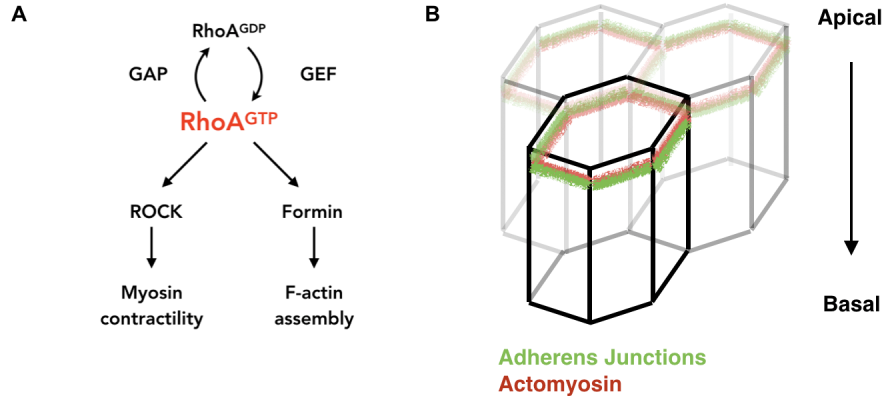 A
RhoAGDP
GAP
GEF
RhoAGTP
ROCK
Formin
Myosin
contractility
F-actin
assembly
B
Apical
Basal
Adherens Junctions
Actomyosin